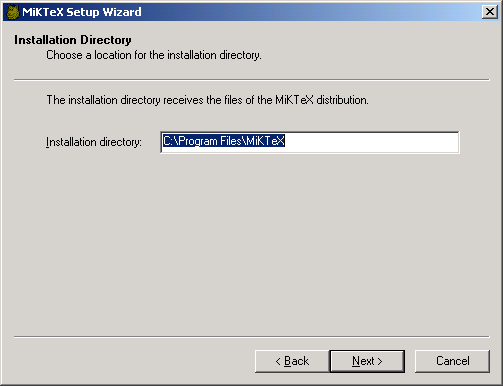 MiKTeX Setup Wizard
Installation Directory
Choose a location for the installation directory.
The installation directory receives the files of the MiKTeX distribution.
Installation directory: C:\Program Files\MiKTeX
< Back Next > Cancel